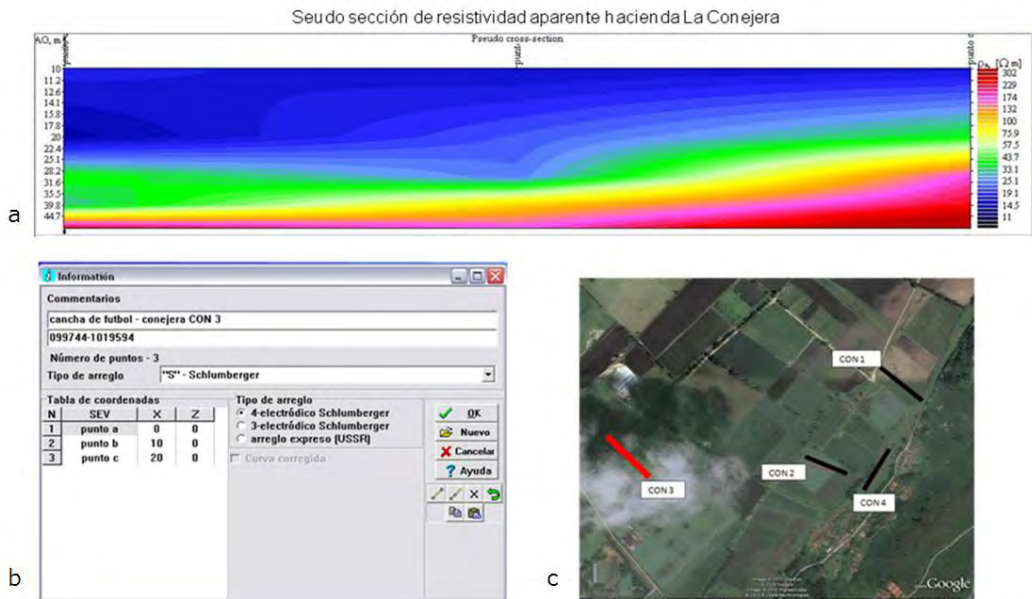 Seudo sección de resistividad aparente hacienda La Conejera
AO, m
Pseudo cross-section
punto c
[Ω m]
10
11.2
12.6
14.1
15.8
17.8
20
22.4
25.1
28.2
31.6
35.5
39.8
44.7
302
229
174
132
100
75.9
57.5
43.7
33.1
25.1
19.1
14.5
11
a
Información
Commentarios
cancha de futbol - conejera CON 3
099744-1019594
Número de puntos - 3
Tipo de arreglo "S" - Schlumberger
Tabla de coordenadas
N SEV X Z
1 punto a 0 0
2 punto b 10 0
3 punto c 20 0
Tipo de arreglo
4-electródico Schlumberger
3-electródico Schlumberger
arreglo expreso (USSR)
Curva corregida
OK
Nuevo
Cancelar
Ayuda
b
CON 1
CON 2
CON 3
CON 4
Google
c